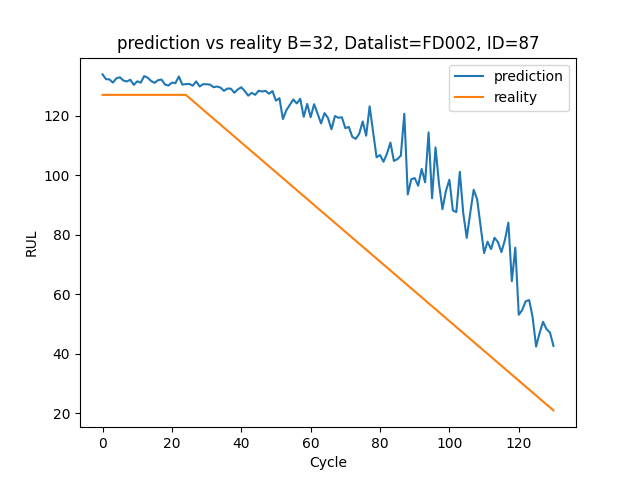 prediction vs reality B=32, Datalist=FD002, ID=87
prediction
reality
RUL
120
100
80
60
40
20
0 20 40 60 80 100 120
Cycle